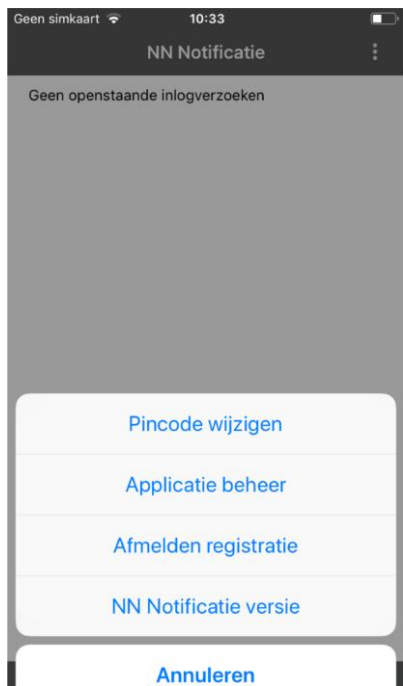 Geen simkaart 10:33
NN Notificatie
Geen openstaande inlogverzoeken
Pincode wijzigen
Applicatie beheer
Afmelden registratie
NN Notificatie versie
Annuleren